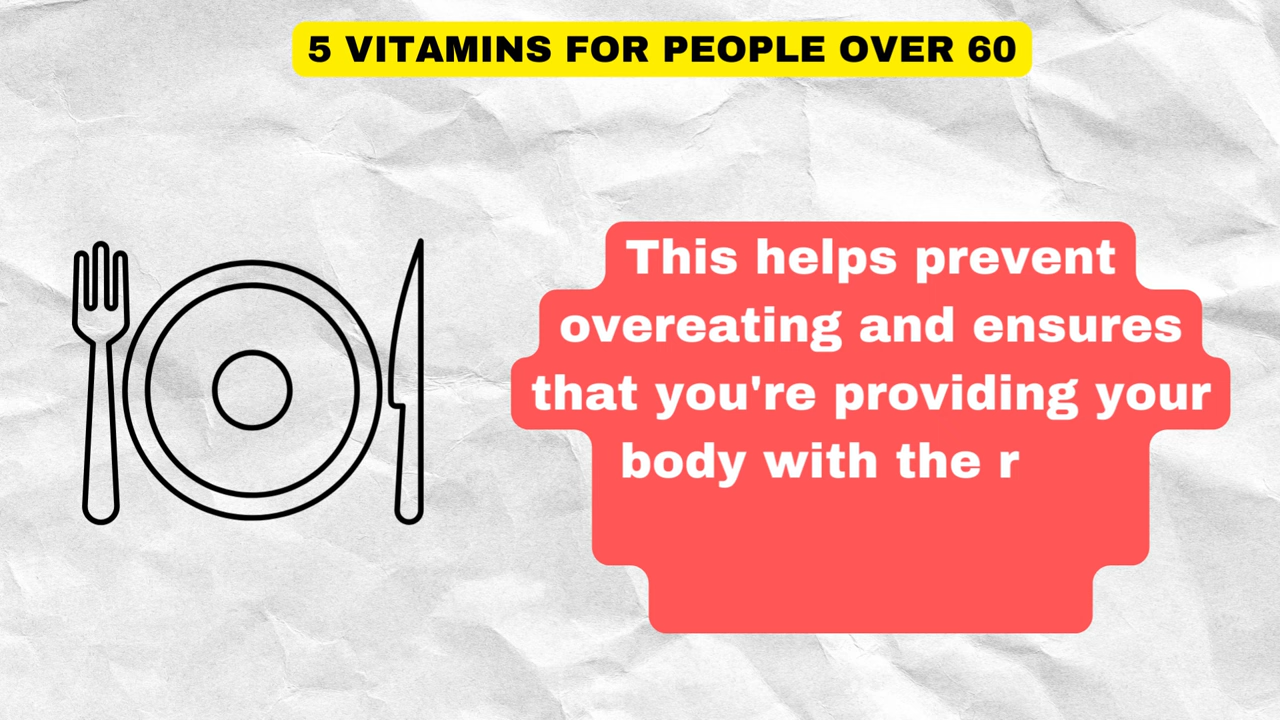 5 VITAMINS FOR PEOPLE OVER 60
This helps prevent
overeating and ensures
that you're providing your
body with the r